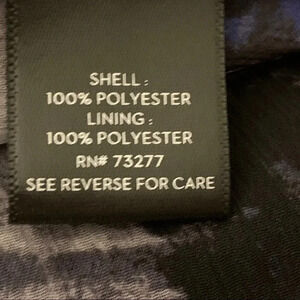 SHELL:
100% POLYESTER
LINING:
100% POLYESTER
RN# 73277
SEE REVERSE FOR CARE